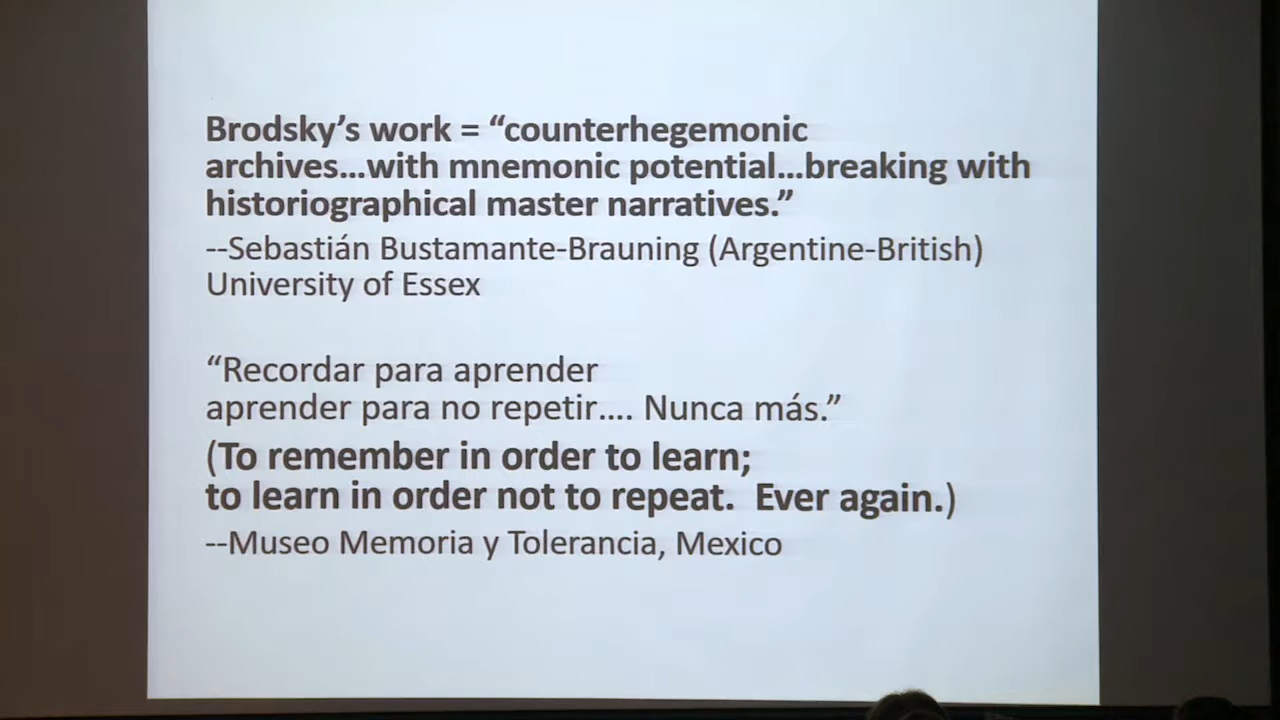 Brodsky’s work = “counterhegemonic
archives...with mnemonic potential...breaking with
historiographical master narratives.”
--Sebastián Bustamante-Brauning (Argentine-British)
University of Essex
“Recordar para aprender
aprender para no repetir.... Nunca más.”
(To remember in order to learn;
to learn in order not to repeat.  Ever again.)
--Museo Memoria y Tolerancia, Mexico